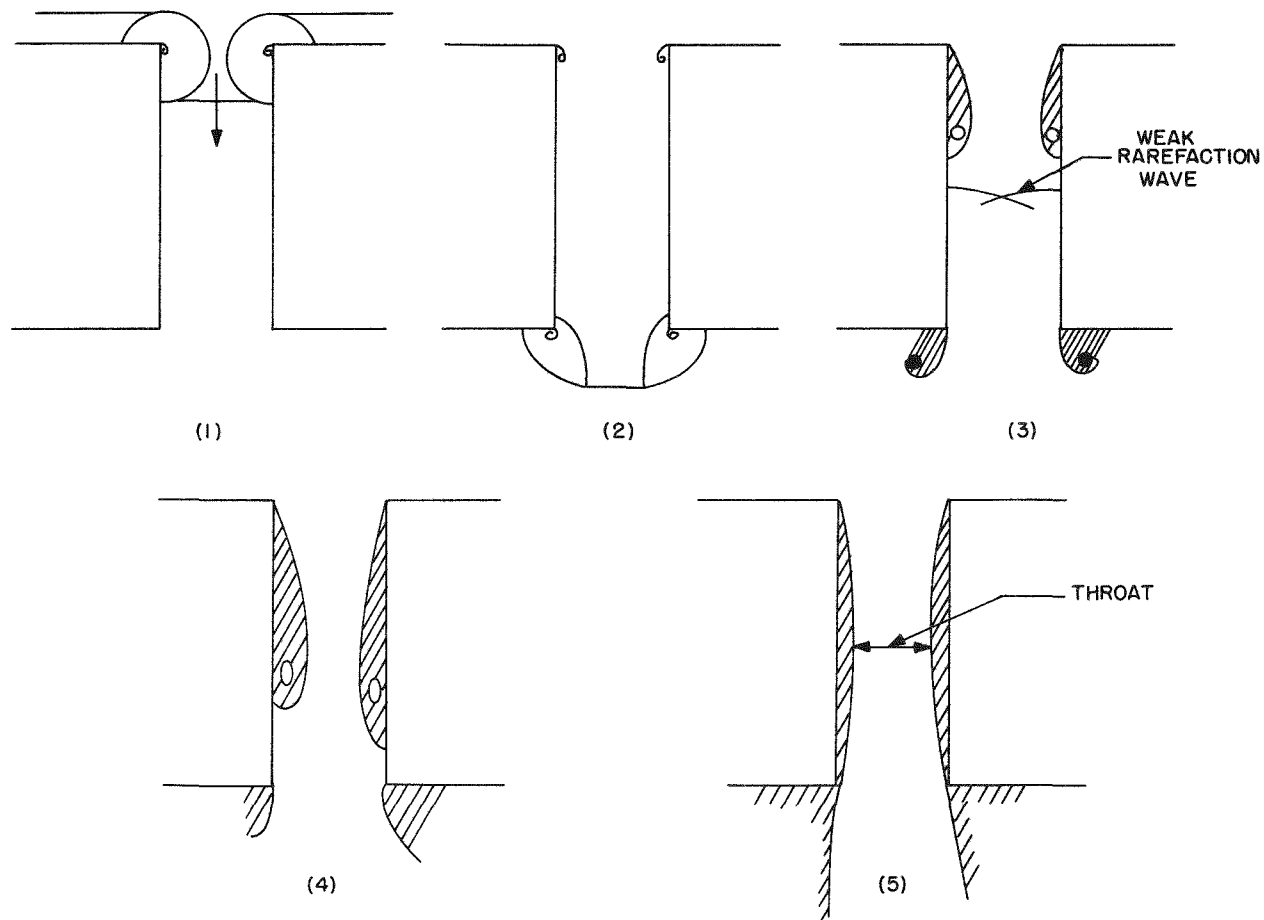 WEAK
RAREFACTION
WAVE
(1)
(2)
(3)
THROAT
(4)
(5)